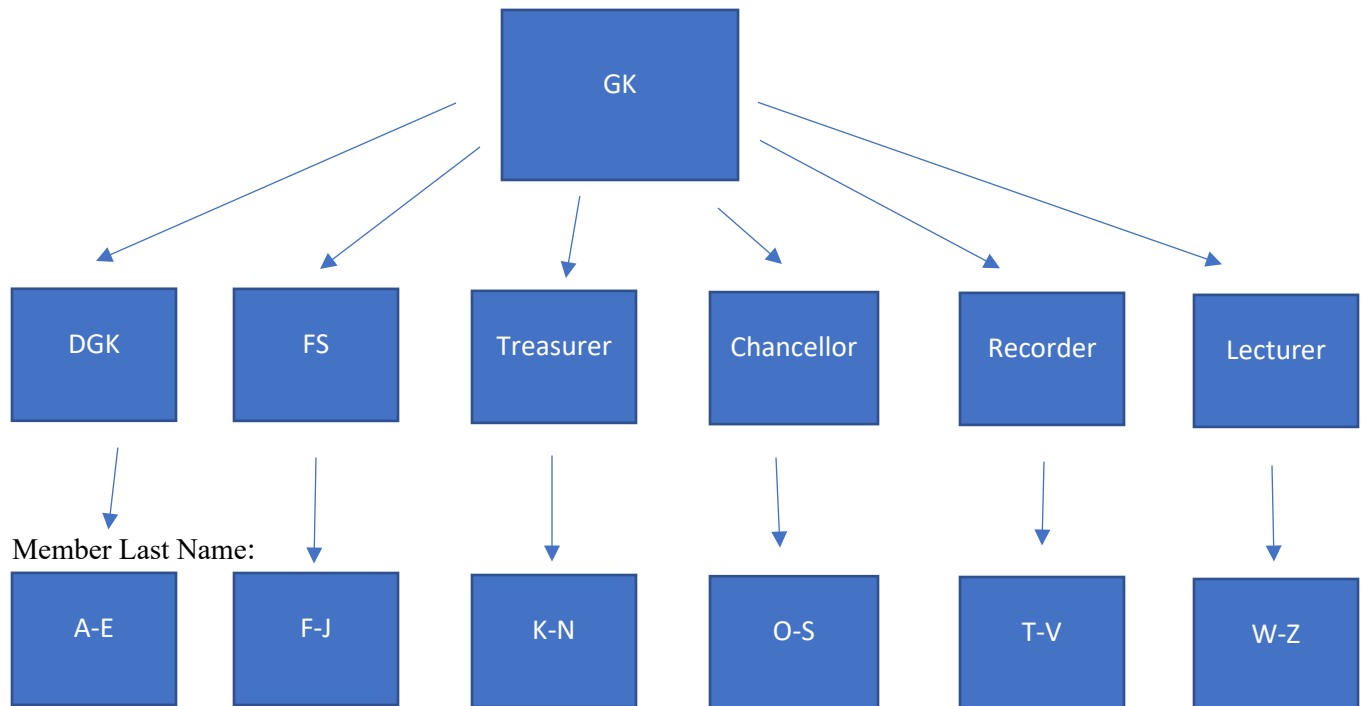 GK
DGK
FS
Treasurer
Chancellor
Recorder
Lecturer
Member Last Name:
A-E
F-J
K-N
O-S
T-V
W-Z